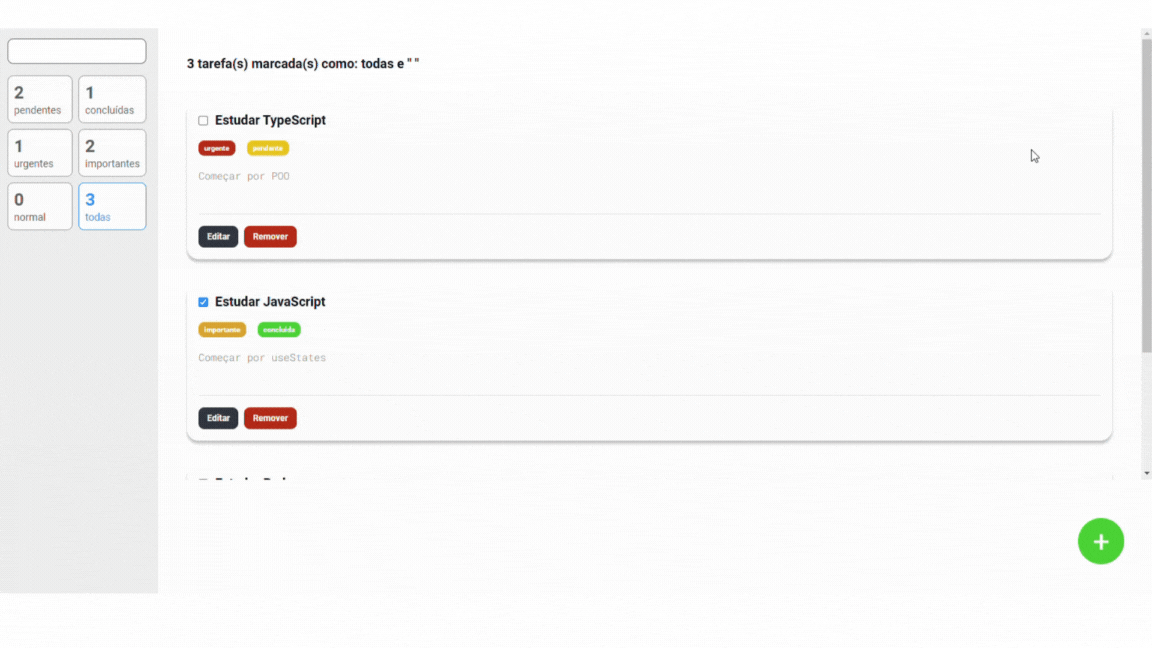 3 tarefa(s) marcada(s) como: todas e " "
2
pendentes
1
concluídas
1
urgentes
2
importantes
0
normal
3
todas
Estudar TypeScript
urgente pendente
Começar por POO
Editar Remover
Estudar JavaScript
importante concluída
Começar por useStates
Editar Remover
+